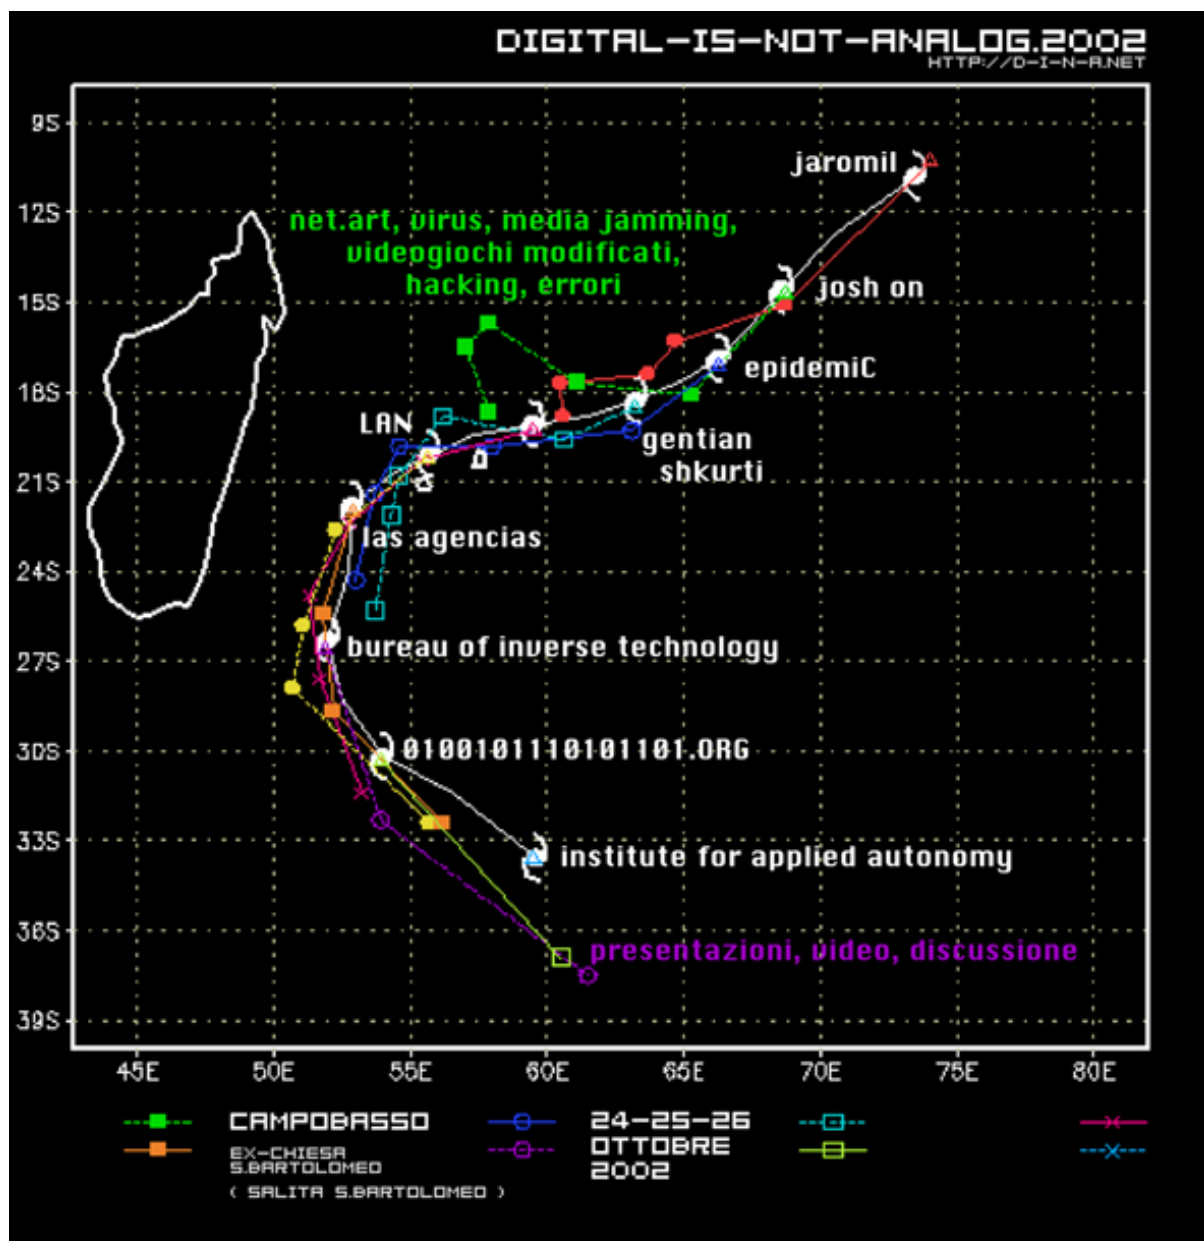 DIGITAL-IS-NOT-ANALOG.2002
HTTP://D-I-N-A.NET
9S
jaromil
12S
net.art, virus, media jamming,
videogiochi modificati,
hacking, errori
15S
josh on
epidemiC
18S
LAN
gentian
shkurti
21S
las agencias
24S
bureau of inverse technology
27S
30S
0100101110101101.ORG
33S
institute for applied autonomy
36S
presentazioni, video, discussione
39S
45E 50E 55E 60E 65E 70E 75E 80E
CAMPOBASSO
EX-CHIESA
S.BARTOLOMEO
( SALITA S.BARTOLOMEO )
24-25-26
OTTOBRE
2002